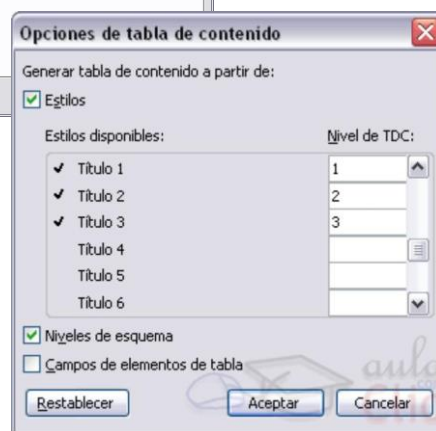 Opciones de tabla de contenido
Generar tabla de contenido a partir de:
Estilos
Estilos disponibles: Nivel de TDC:
Título 1 1
Título 2 2
Título 3 3
Título 4
Título 5
Título 6
Niveles de esquema
Campos de elementos de tabla
aula
Clic
Restablecer Aceptar Cancelar